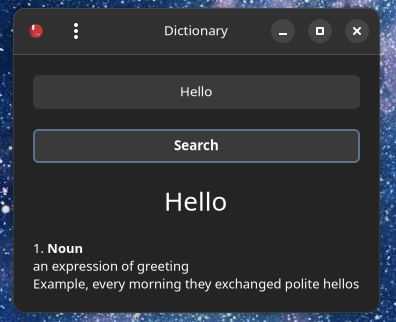 Dictionary
Hello
Search
Hello
1. Noun
an expression of greeting
Example, every morning they exchanged polite hellos